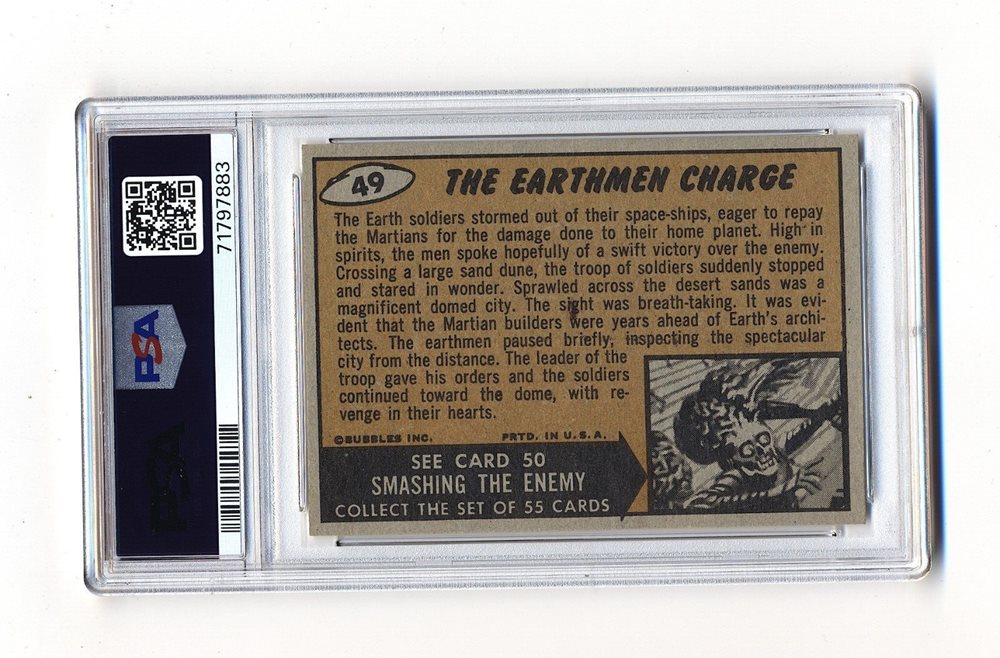 49
THE EARTHMEN CHARGE
The Earth soldiers stormed out of their space-ships, eager to repay
the Martians for the damage done to their home planet. High in
spirits, the men spoke hopefully of a swift victory over the enemy.
Crossing a large sand dune, the troop of soldiers suddenly stopped
and stared in wonder. Sprawled across the desert sands was a
magnificent domed city. The sight was breath-taking. It was evi-
dent that the Martian builders were years ahead of Earth's archi-
tects. The earthmen paused briefly, inspecting the spectacular
city from the distance. The leader of the
troop gave his orders and the soldiers
continued toward the dome, with re-
venge in their hearts.
©BUBBLES INC. PRTD. IN U.S.A.
SEE CARD 50
SMASHING THE ENEMY
COLLECT THE SET OF 55 CARDS
71797883
PSA
PSA